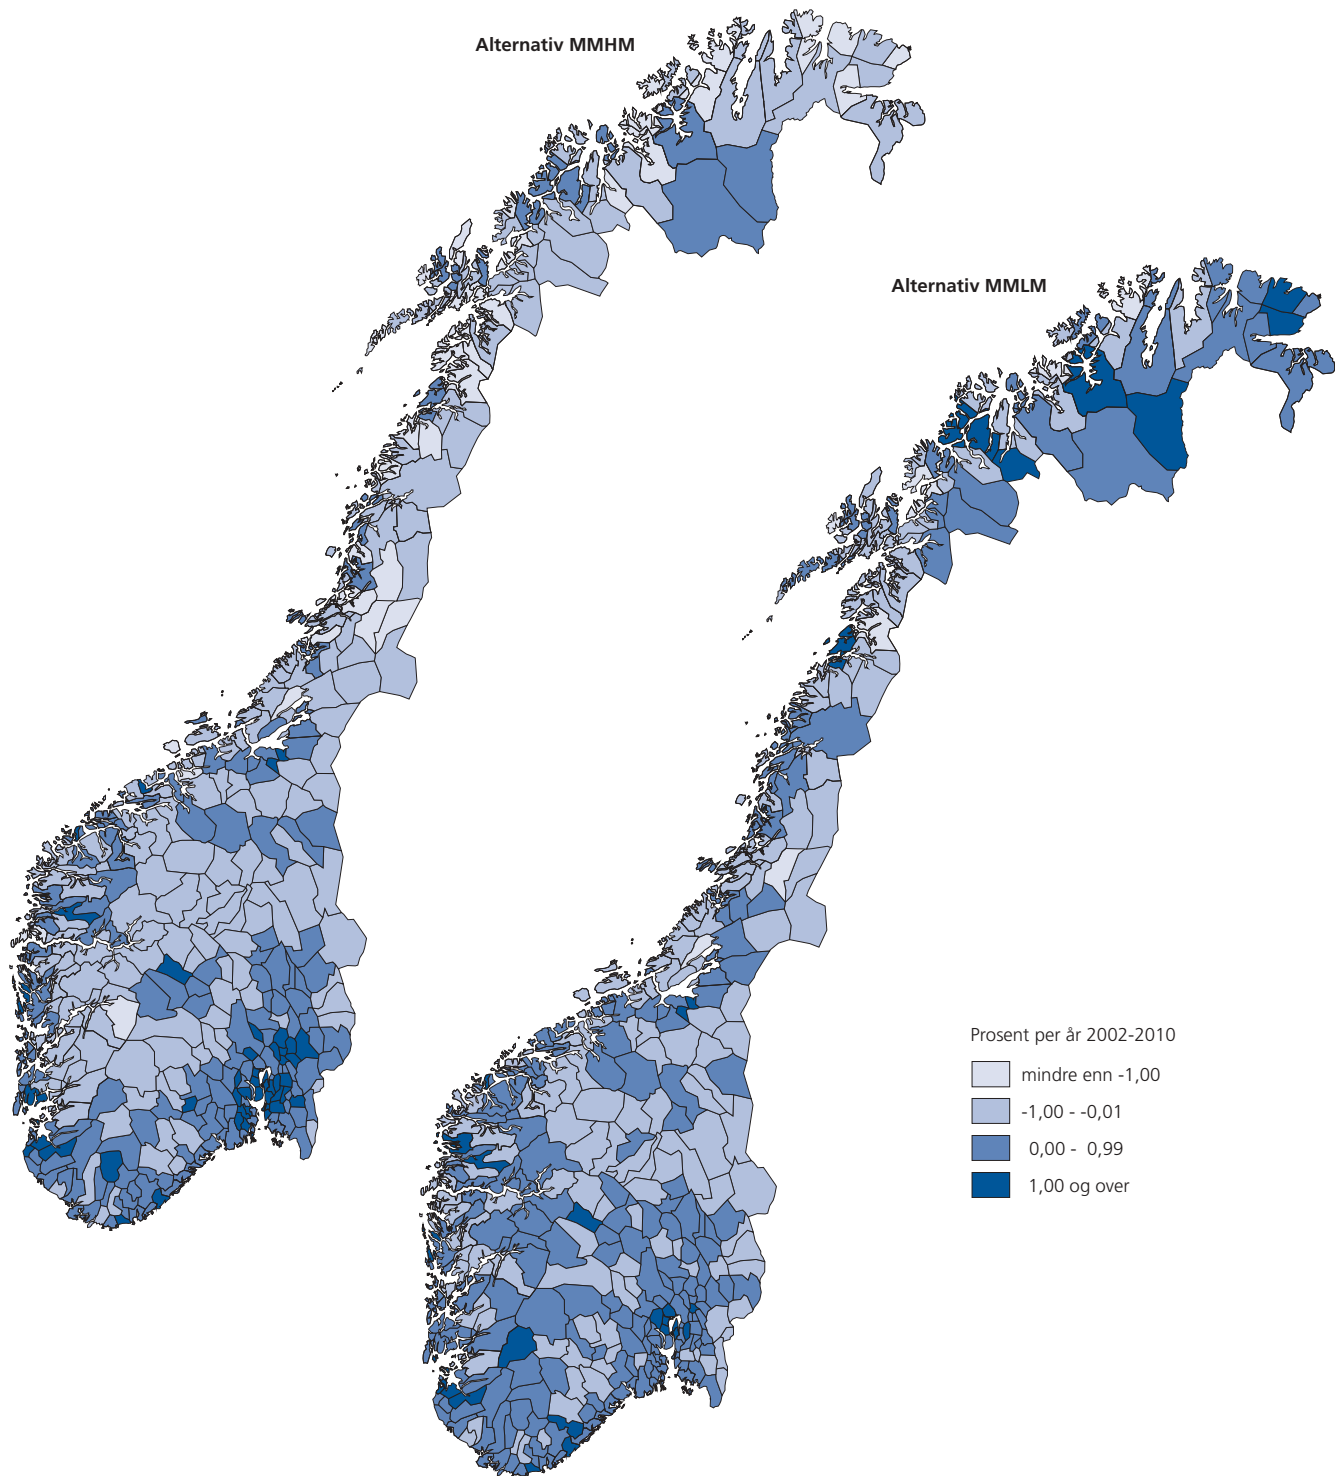 Alternativ MMHM
Alternativ MMLM
Prosent per år 2002-2010
mindre enn -1,00
-1,00 - -0,01
0,00 - 0,99
1,00 og over